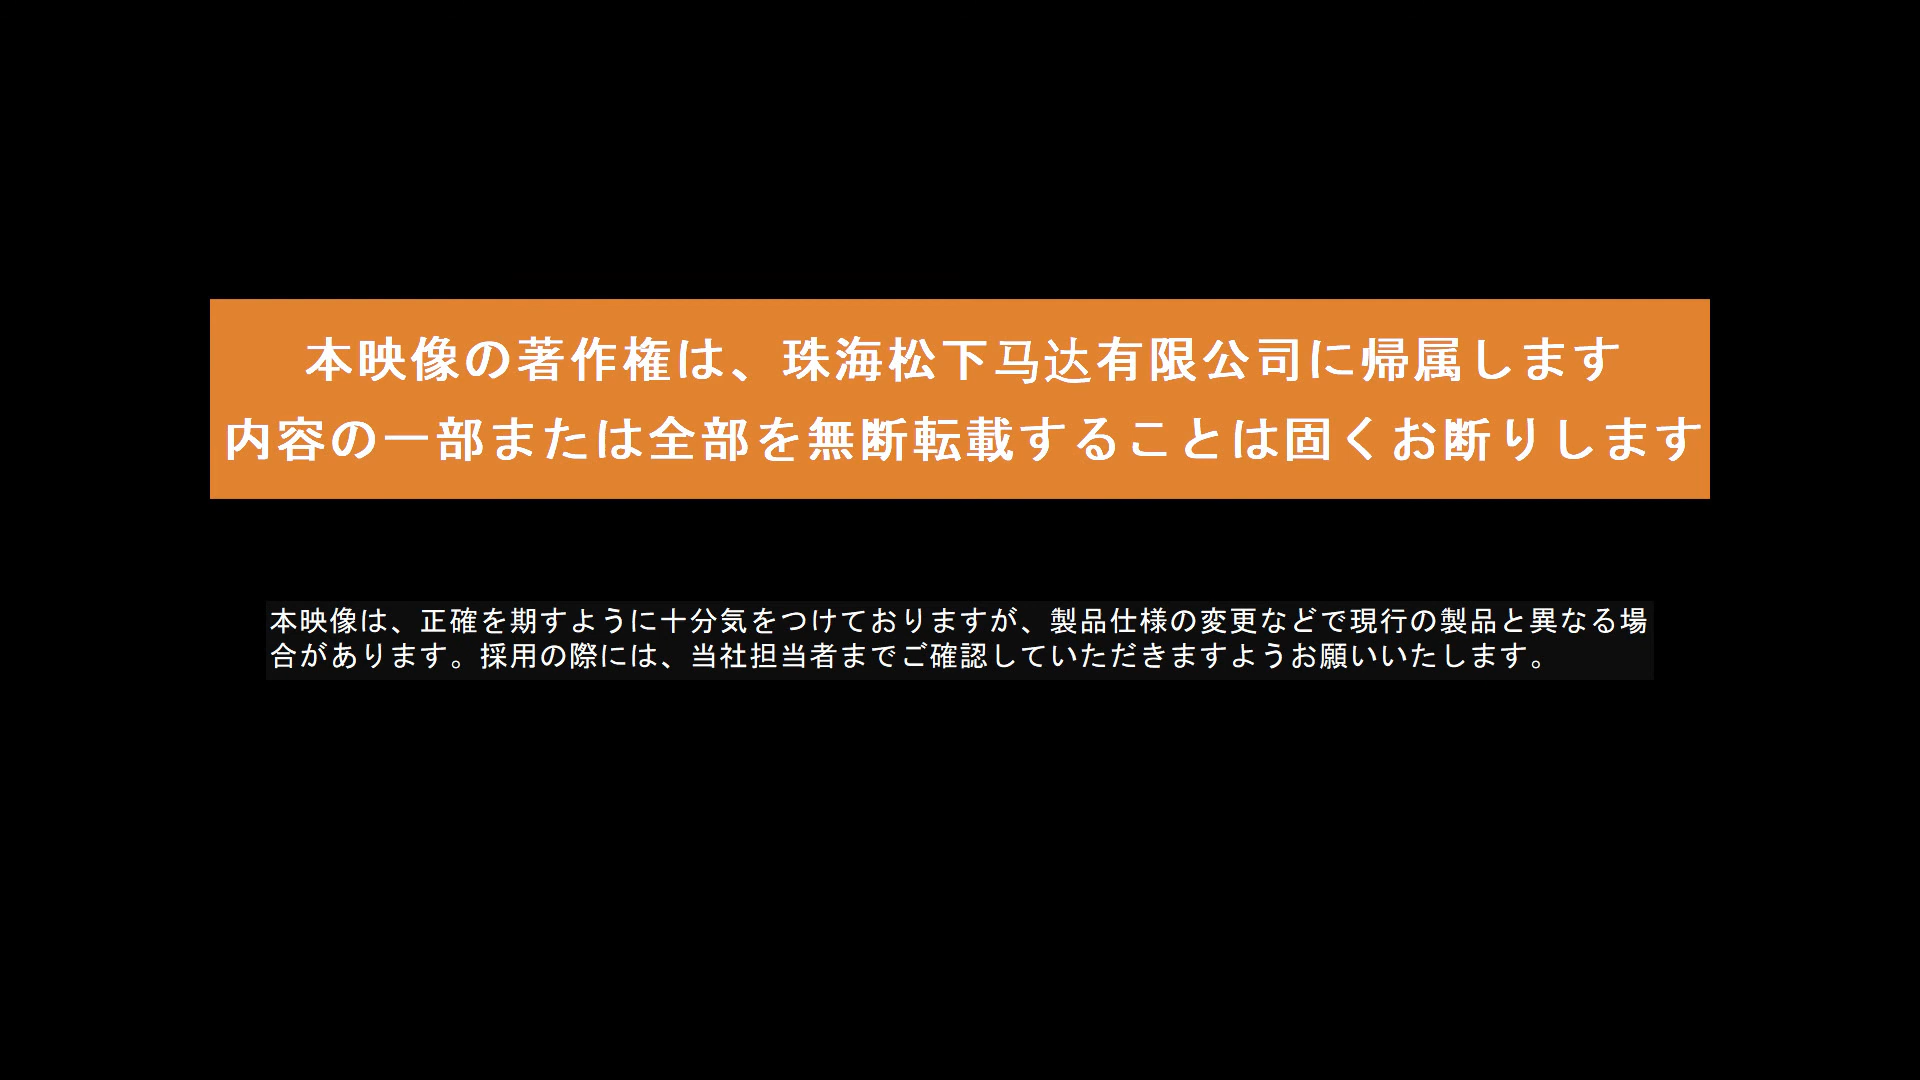 本映像の著作権は、珠海松下马达有限公司に帰属します
内容の一部または全部を無断転載することは固くお断りします
本映像は、正確を期すように十分気をつけておりますが、製品仕様の変更などで現行の製品と異なる場
合があります。採用の際には、当社担当者までご確認していただきますようお願いいたします。